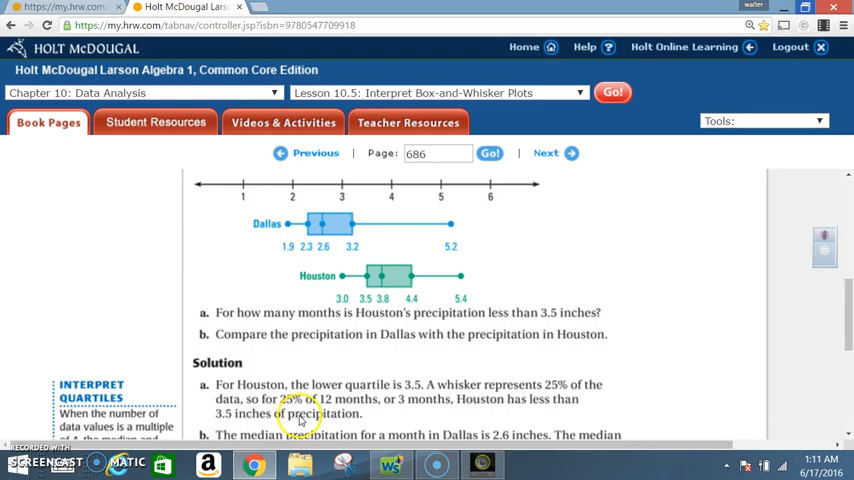 https://my.hrw.com/tabnav/
Holt McDougal Larson
walter
https://my.hrw.com/tabnav/controller.jsp?isbn=9780547709918
HOLT McDOUGAL
Home
Help
Holt Online Learning
Logout
Holt McDougal Larson Algebra 1, Common Core Edition
Chapter 10: Data Analysis
Lesson 10.5: Interpret Box-and-Whisker Plots
Go!
Book Pages
Student Resources
Videos & Activities
Teacher Resources
Tools:
Previous | Page: 686 Go! | Next
1 2 3 4 5 6
Dallas
1.9 2.3 2.6 3.2 5.2
Houston
3.0 3.5 3.8 4.4 5.4
a. For how many months is Houston's precipitation less than 3.5 inches?
b. Compare the precipitation in Dallas with the precipitation in Houston.
Solution
INTERPRET
QUARTILES
When the number of
data values is a multiple
of 4, the median and
a. For Houston, the lower quartile is 3.5. A whisker represents 25% of the
data, so for 25% of 12 months, or 3 months, Houston has less than
3.5 inches of precipitation.
b. The median precipitation for a month in Dallas is 2.6 inches. The median
RECORDED WITH
SCREENCAST MATIC
1:11 AM
6/17/2016